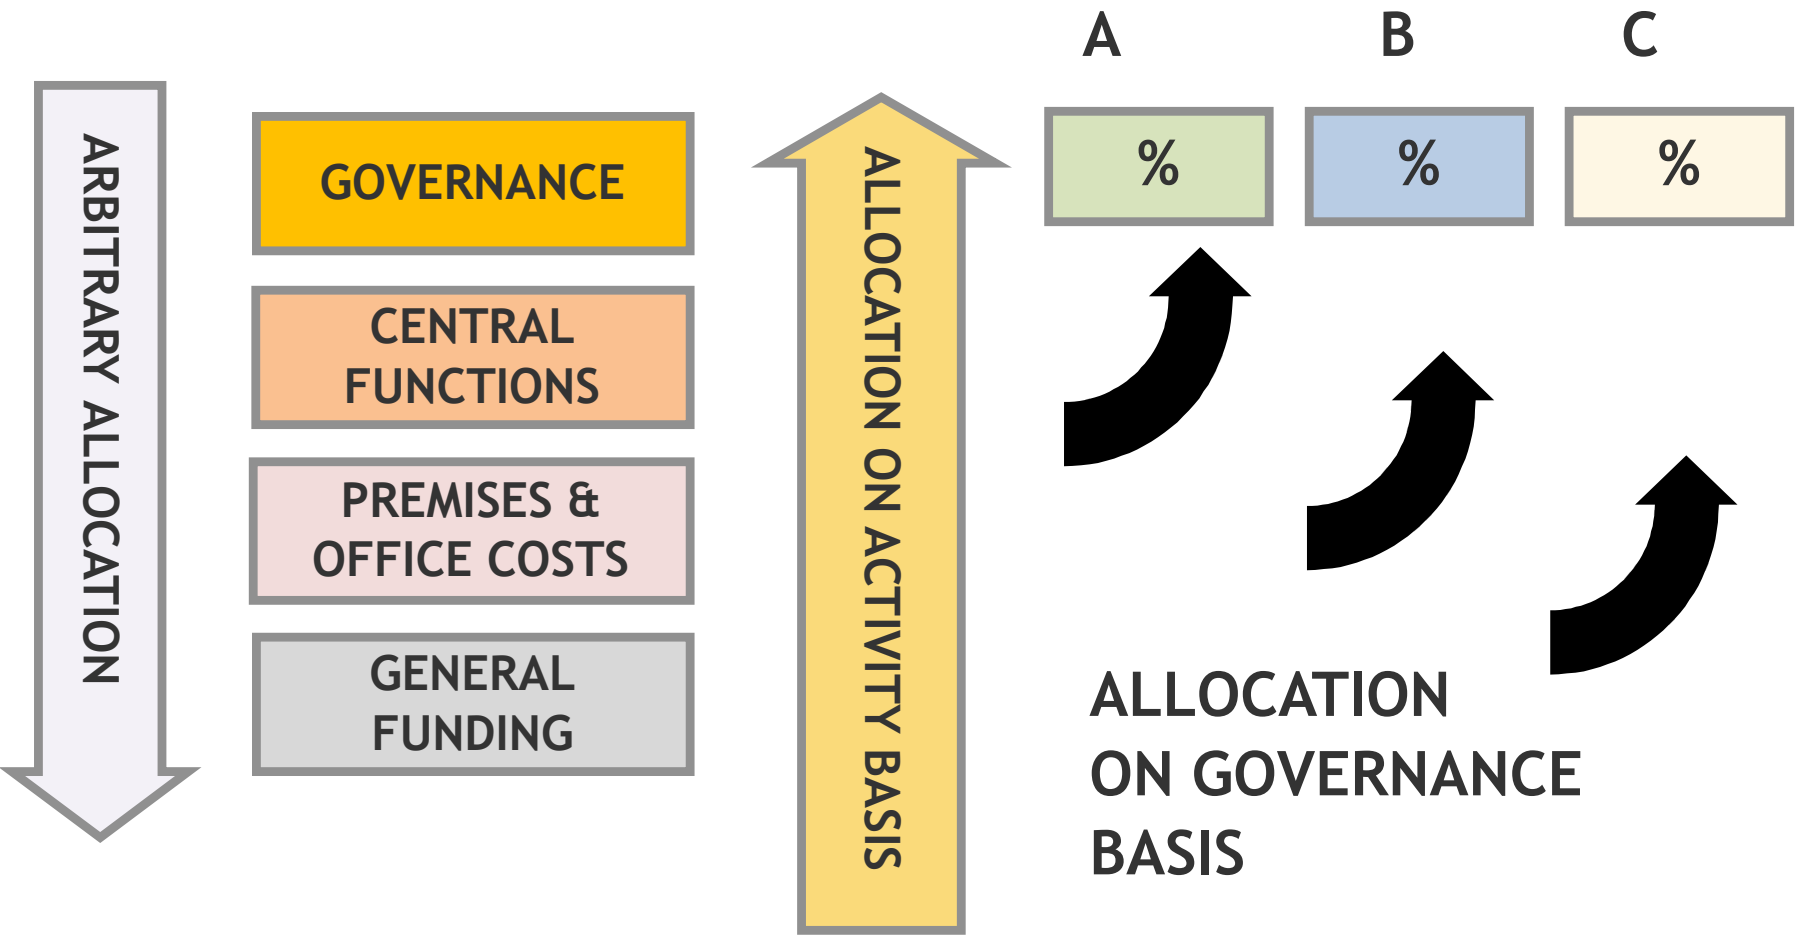 ARBITRARY ALLOCATION
GOVERNANCE
CENTRAL
FUNCTIONS
PREMISES &
OFFICE COSTS
GENERAL
FUNDING
ALLOCATION ON ACTIVITY BASIS
A
B
C
%
%
%
ALLOCATION
ON GOVERNANCE
BASIS